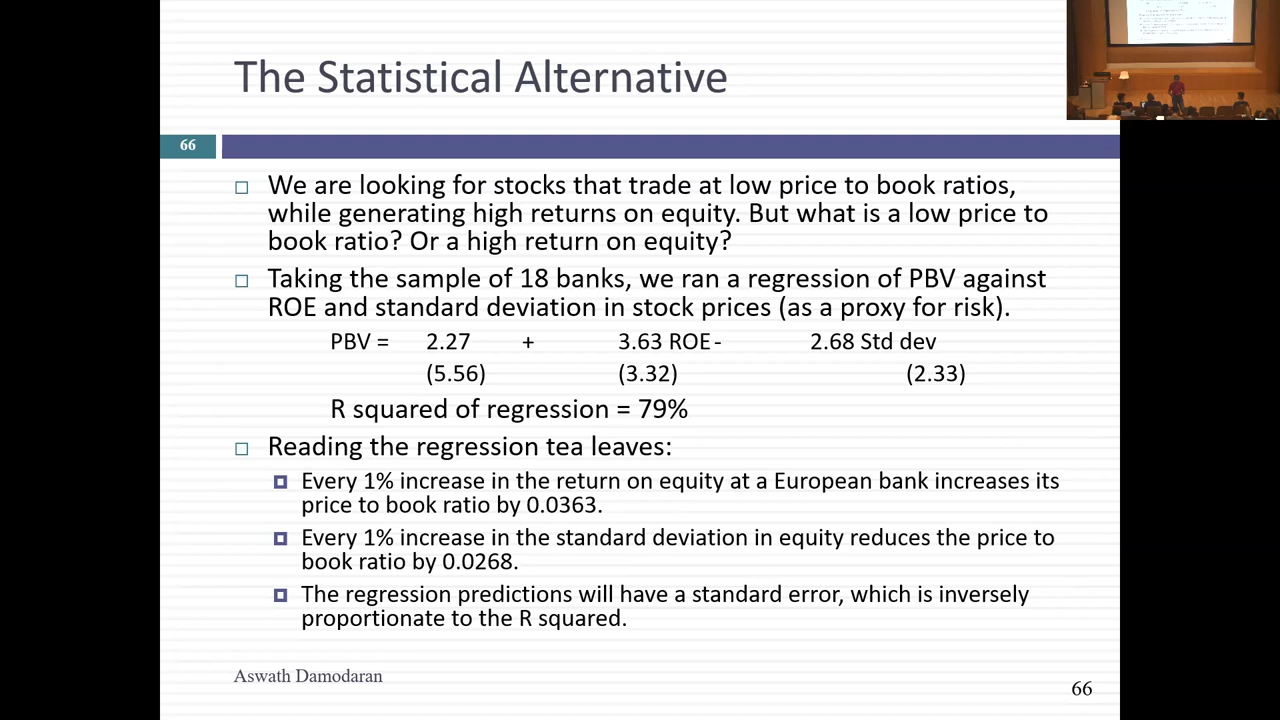 The Statistical Alternative
66
We are looking for stocks that trade at low price to book ratios,
while generating high returns on equity. But what is a low price to
book ratio? Or a high return on equity?
Taking the sample of 18 banks, we ran a regression of PBV against
ROE and standard deviation in stock prices (as a proxy for risk).
PBV = 2.27 + 3.63 ROE - 2.68 Std dev
(5.56) (3.32) (2.33)
R squared of regression = 79%
Reading the regression tea leaves:
Every 1% increase in the return on equity at a European bank increases its
price to book ratio by 0.0363.
Every 1% increase in the standard deviation in equity reduces the price to
book ratio by 0.0268.
The regression predictions will have a standard error, which is inversely
proportionate to the R squared.
Aswath Damodaran
66